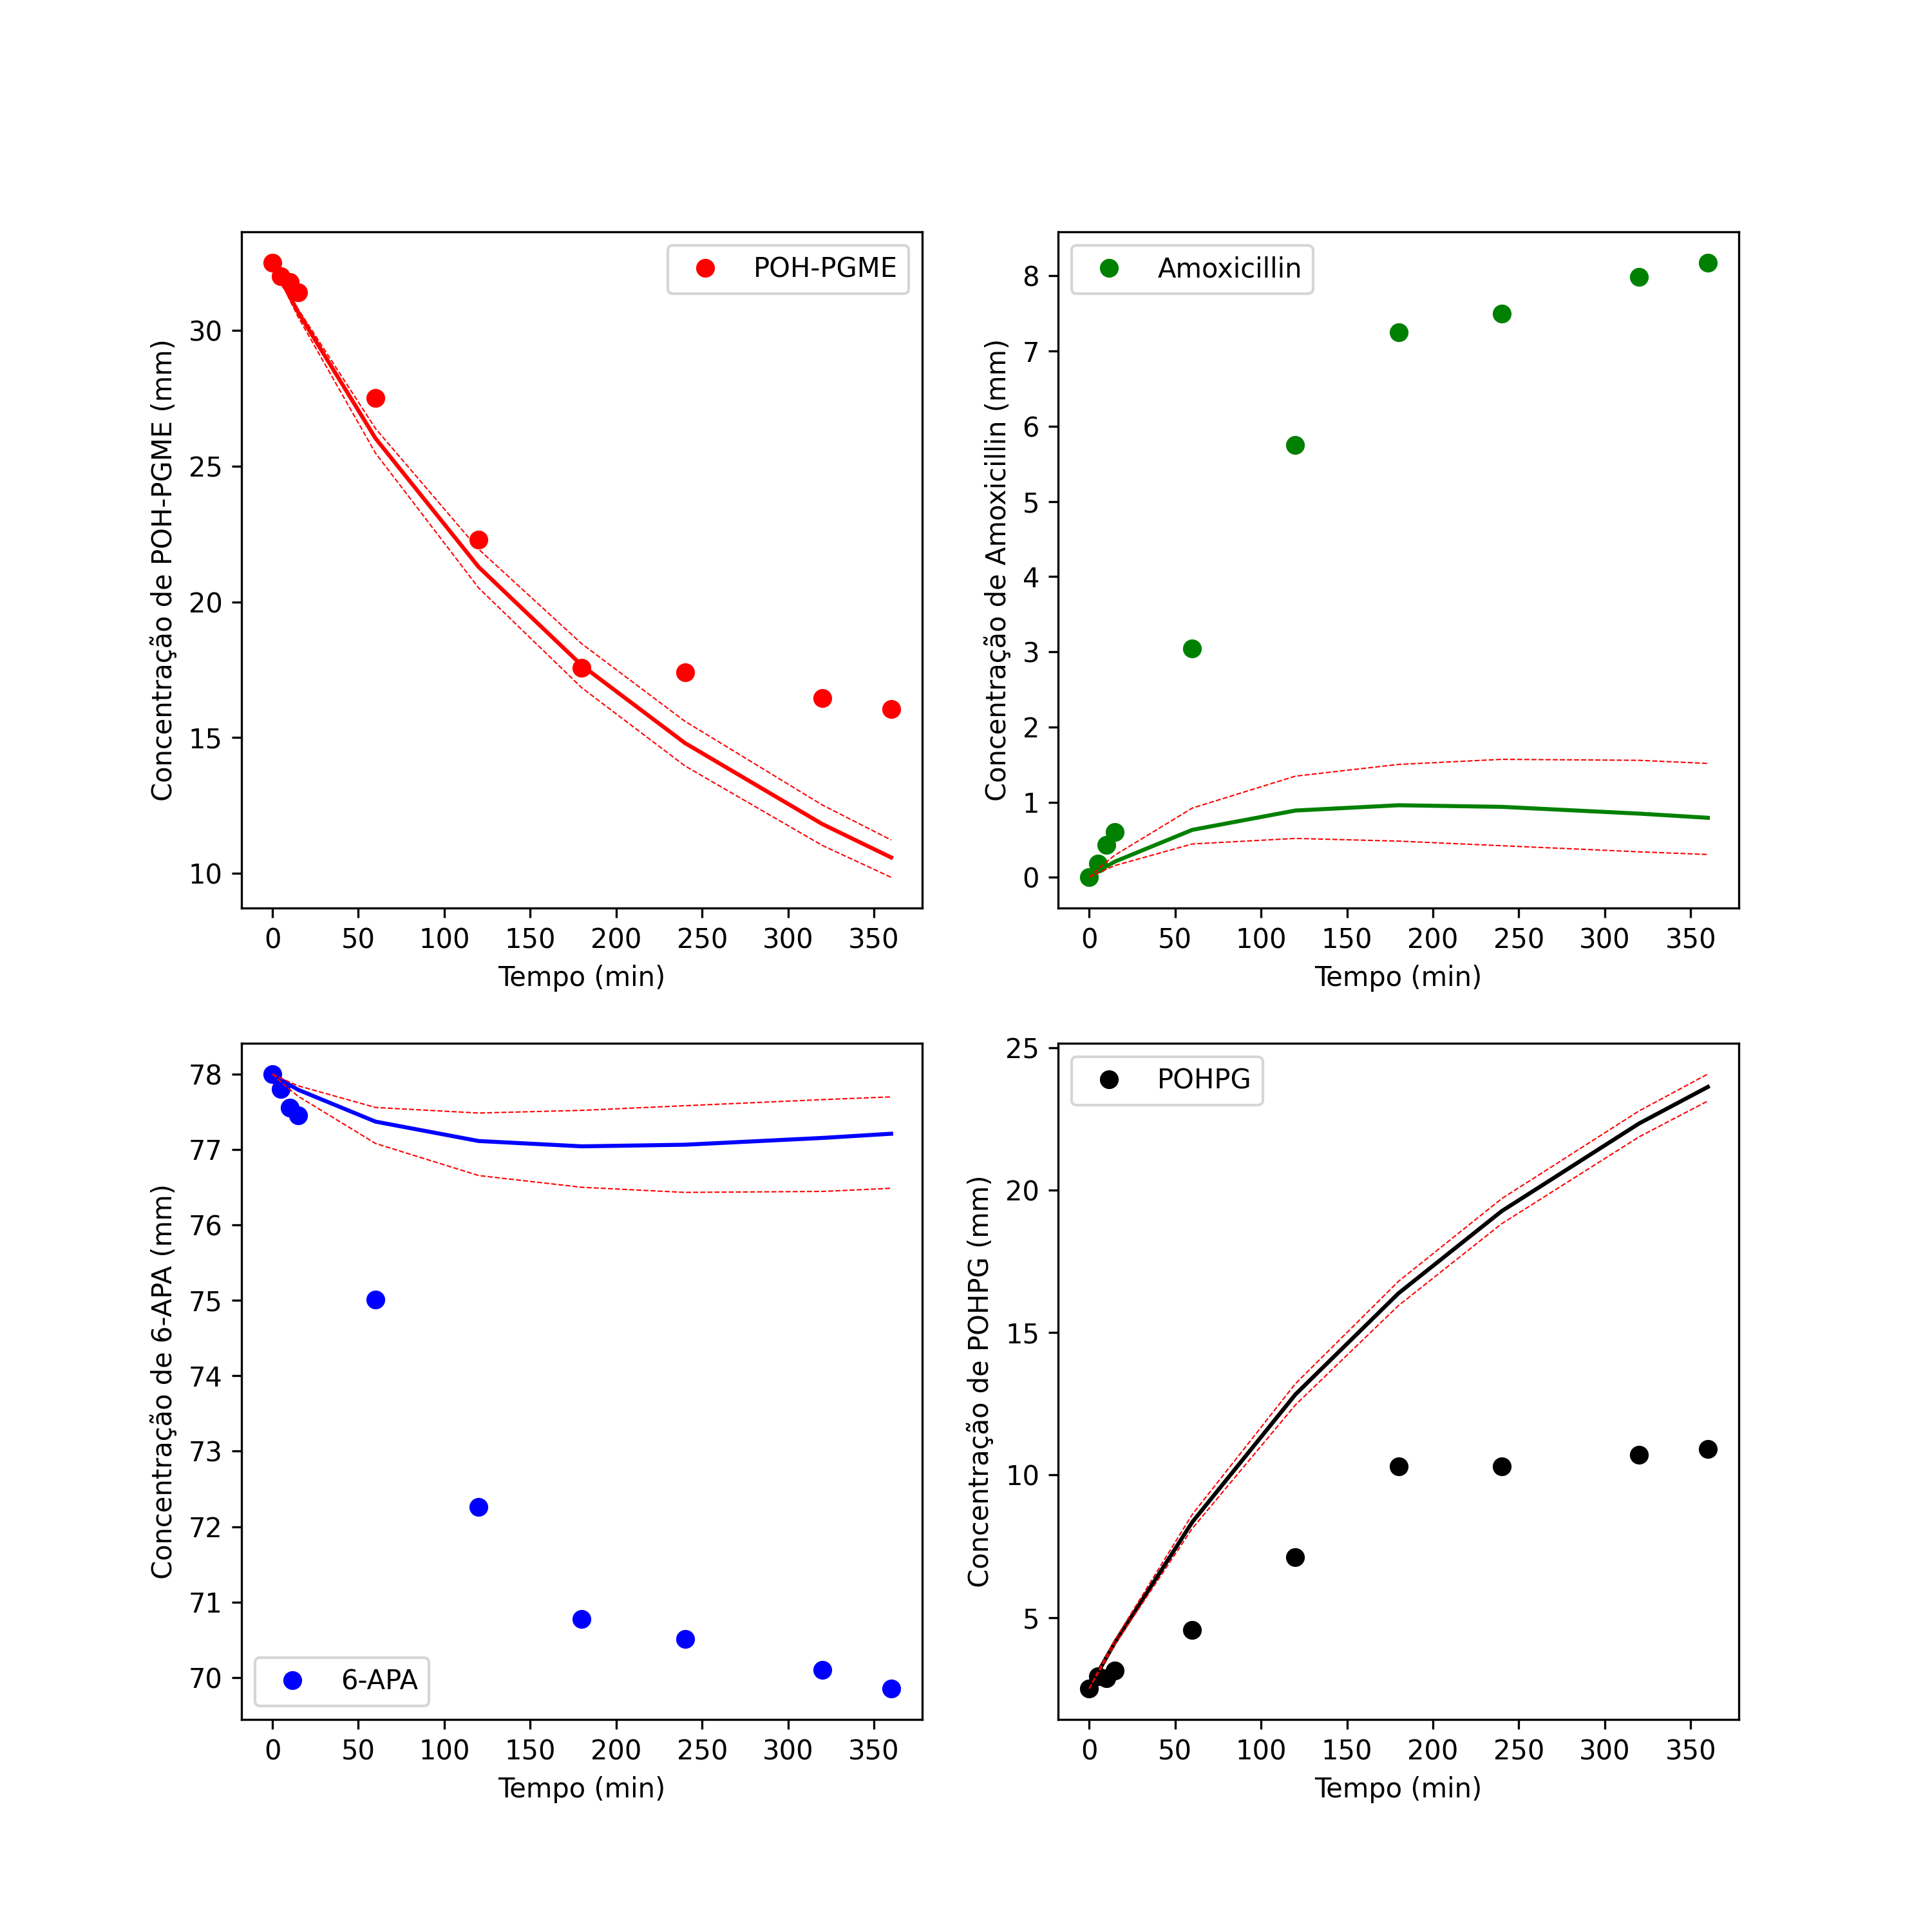 POH-PGME
Concentração de POH-PGME (mm)
30
25
20
15
10
0 50 100 150 200 250 300 350
Tempo (min)
Amoxicillin
Concentração de Amoxicillin (mm)
8
7
6
5
4
3
2
1
0
0 50 100 150 200 250 300 350
Tempo (min)
6-APA
Concentração de 6-APA (mm)
78
77
76
75
74
73
72
71
70
0 50 100 150 200 250 300 350
Tempo (min)
POHPG
Concentração de POHPG (mm)
25
20
15
10
5
0 50 100 150 200 250 300 350
Tempo (min)